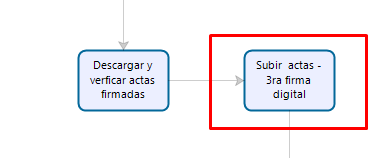 Descargar y
verficar actas
firmadas
Subir actas -
3ra firma
digital